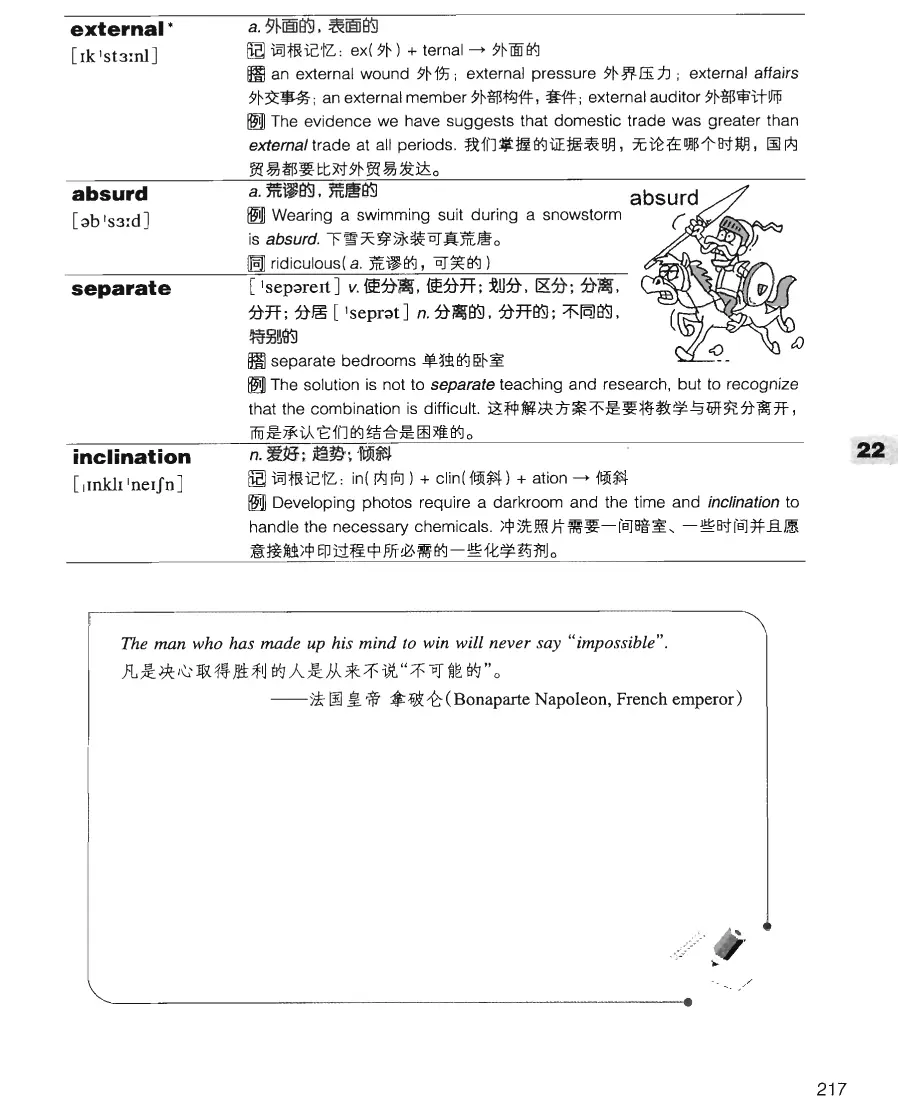 external* a. 外面的，表面的
[ɪkˈstɜːnl] 记 词根记忆：ex(外) + ternal → 外面的
搭 an external wound 外伤；external pressure 外界压力；external affairs
外交事务；an external member 外部构件，套件；external auditor 外部审计师
例 The evidence we have suggests that domestic trade was greater than
external trade at all periods. 我们掌握的证据表明，无论在哪个时期，国内
贸易都要比对外贸易发达。
absurd a. 荒谬的，荒唐的
[əbˈsɜːd] 例 Wearing a swimming suit during a snowstorm
is absurd. 下雪天穿泳装可真荒唐。
同 ridiculous(a. 荒谬的，可笑的)
absurd
separate [ˈsepəreɪt] v. 使分离，使分开；划分，区分；分离，
分开；分居 [ˈseprət] n. 分离的，分开的；不同的，
特别的
搭 separate bedrooms 单独的卧室
例 The solution is not to separate teaching and research, but to recognize
that the combination is difficult. 这种解决方案不是要将教学与研究分离开，
而是承认它们的结合是困难的。
inclination n. 爱好；趋势；倾斜
[ˌɪnklɪˈneɪʃn] 记 词根记忆：in(内向) + clin(倾斜) + ation → 倾斜
例 Developing photos require a darkroom and the time and inclination to
handle the necessary chemicals. 冲洗照片需要一间暗室、一些时间并且愿
意接触冲印过程中所必需的一些化学药剂。
22
The man who has made up his mind to win will never say "impossible".
凡是决心取得胜利的人是从来不说“不可能的”。
——法国皇帝 拿破仑(Bonaparte Napoleon, French emperor)
217